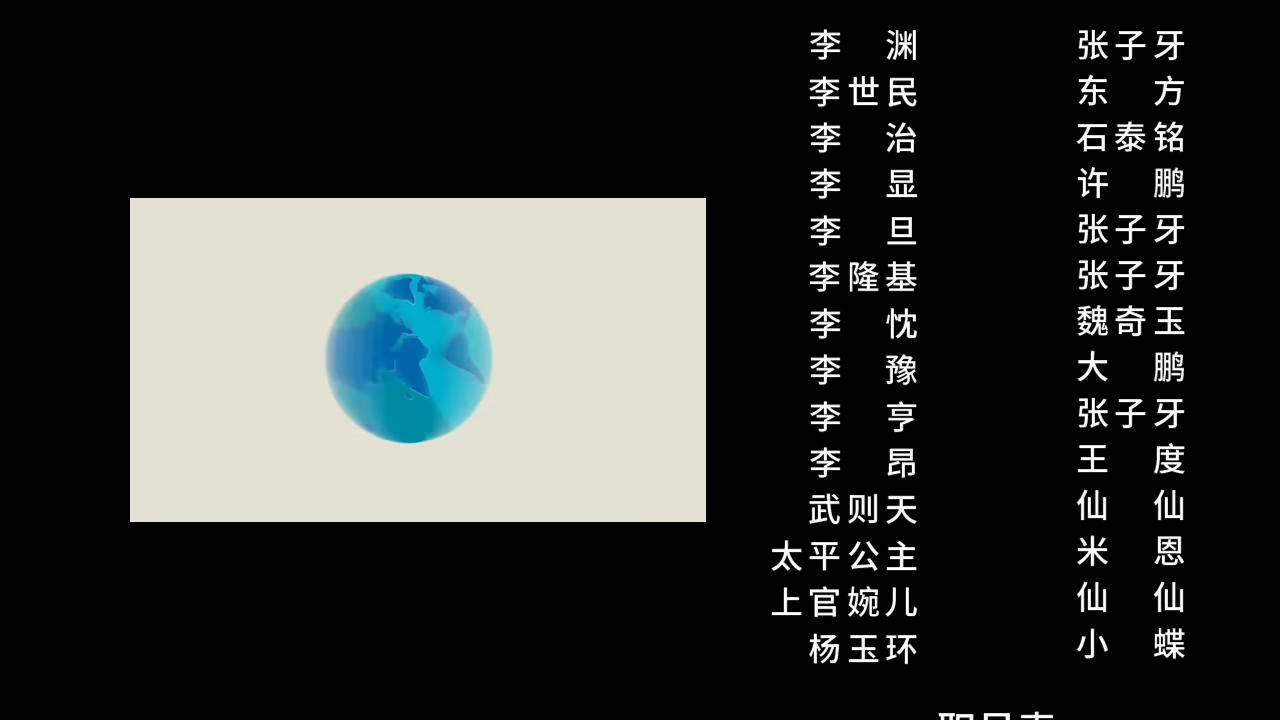 李渊 张子牙
李世民 东方
李治 石泰铭
李显 许鹏
李旦 张子牙
李隆基 张子牙
李忱 魏奇玉
李豫 大鹏
李亨 张子牙
李昂 王度
武则天 仙仙
太平公主 米恩
上官婉儿 仙仙
杨玉环 小蝶